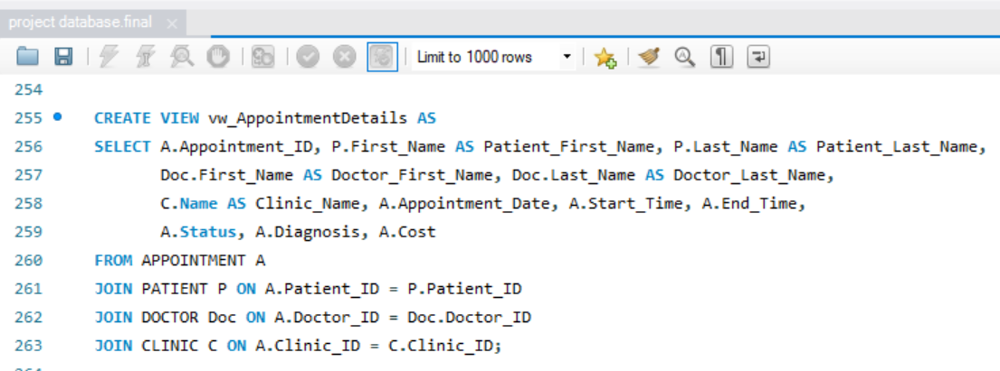 project database.final ×
Limit to 1000 rows
254
255 CREATE VIEW vw_AppointmentDetails AS
256 SELECT A.Appointment_ID, P.First_Name AS Patient_First_Name, P.Last_Name AS Patient_Last_Name,
257 Doc.First_Name AS Doctor_First_Name, Doc.Last_Name AS Doctor_Last_Name,
258 C.Name AS Clinic_Name, A.Appointment_Date, A.Start_Time, A.End_Time,
259 A.Status, A.Diagnosis, A.Cost
260 FROM APPOINTMENT A
261 JOIN PATIENT P ON A.Patient_ID = P.Patient_ID
262 JOIN DOCTOR Doc ON A.Doctor_ID = Doc.Doctor_ID
263 JOIN CLINIC C ON A.Clinic_ID = C.Clinic_ID;